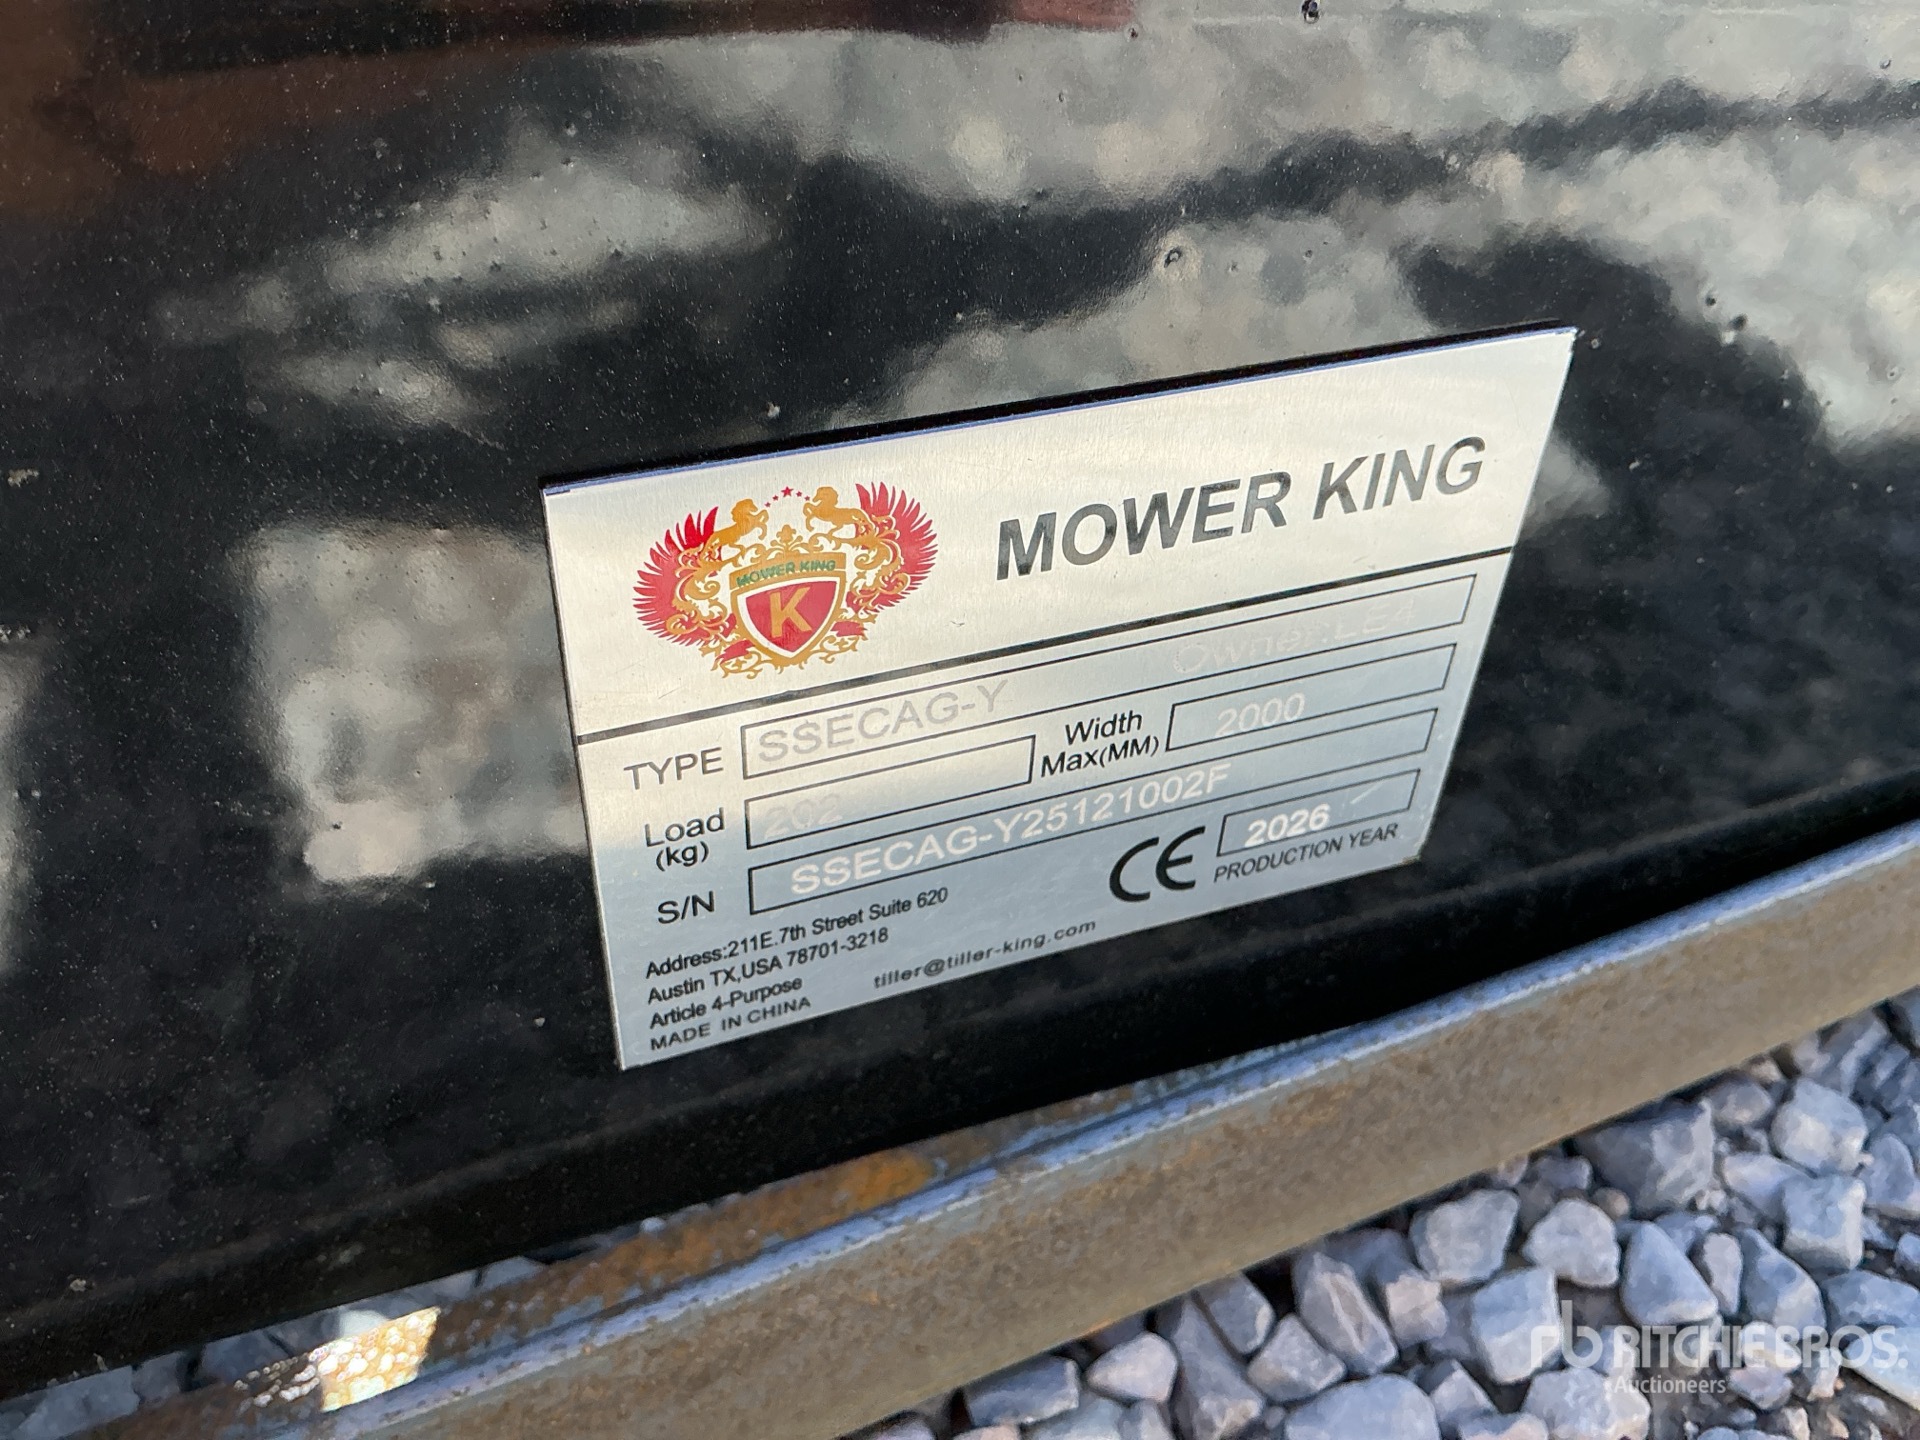 MOWER KING
K
MOWER KING
TYPE SSECAG-Y
Load (kg) 202
Width Max(MM) 2000
S/N SSECAG-Y25121002F
CE 2026
PRODUCTION YEAR
Address:211E.7th Street Suite 620
Austin TX,USA 78701-3218
Article 4-Purpose
MADE IN CHINA
tiller@tiller-king.com
rb RITCHIE BROS.
Auctioneers